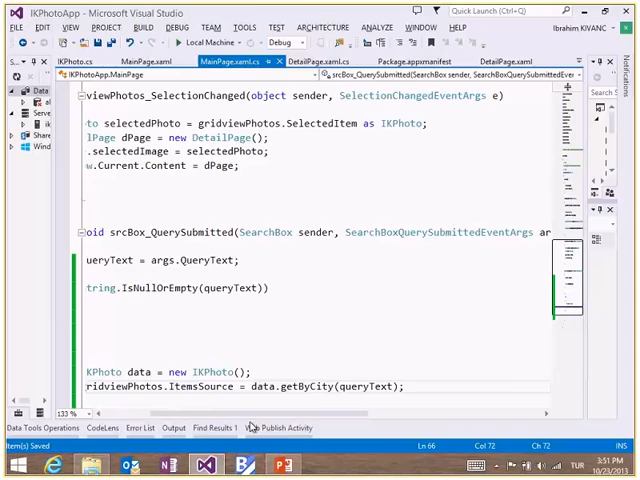 IKPhotoApp - Microsoft Visual Studio
Quick Launch (Ctrl+Q)
FILE EDIT VIEW PROJECT BUILD DEBUG TEAM TOOLS TEST ARCHITECTURE ANALYZE WINDOW HELP
Ibrahim KIVANC
Local Machine Debug
IKPhoto.cs MainPage.xaml MainPage.xaml.cs DetailPage.xaml.cs Package.appxmanifest DetailPage.xaml
IKPhotoApp.MainPage
srcBox_QuerySubmitted(SearchBox sender, SearchBoxQuerySubmittedEver
Data
Serve
Share
Wind
Notifications
viewPhotos_SelectionChanged(object sender, SelectionChangedEventArgs e)
to selectedPhoto = gridviewPhotos.SelectedItem as IKPhoto;
lPage dPage = new DetailPage();
.selectedImage = selectedPhoto;
w.Current.Content = dPage;
oid srcBox_QuerySubmitted(SearchBox sender, SearchBoxQuerySubmittedEventArgs ar
ueryText = args.QueryText;
tring.IsNullOrEmpty(queryText))
KPhoto data = new IKPhoto();
ridviewPhotos.ItemsSource = data.getByCity(queryText);
133 %
Data Tools Operations CodeLens Error List Output Find Results 1 Web Publish Activity
Item(s) Saved Ln 66 Col 72 Ch 72 INS
TUR
3:51 PM
10/23/2013